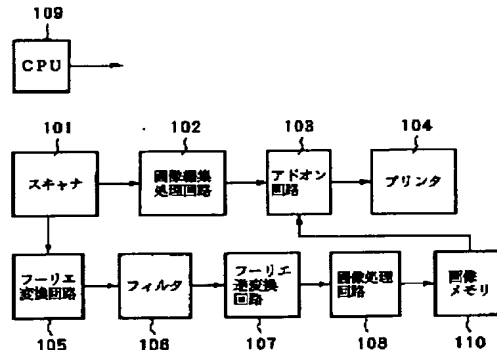 109
CPU
101
102
103
104
スキャナ
画像編集
処理回路
アドオン
回路
プリンタ
フーリエ
変換回路
フィルタ
フーリエ
逆変換
回路
画像処理
回路
画像
メモリ
105
106
107
108
110